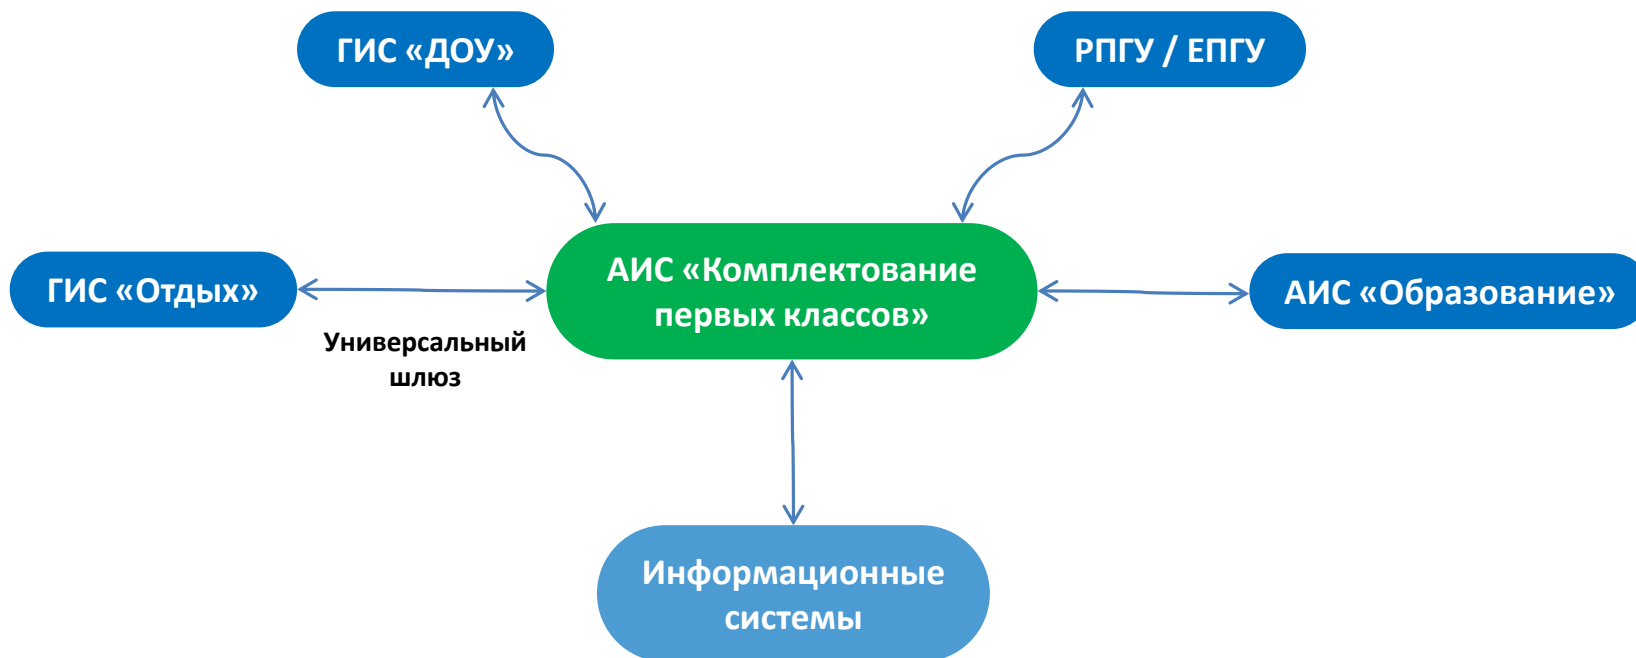 ГИС «ДОУ»
РПГУ / ЕПГУ
ГИС «Отдых»
АИС «Комплектование
первых классов»
АИС «Образование»
Универсальный
шлюз
Информационные
системы